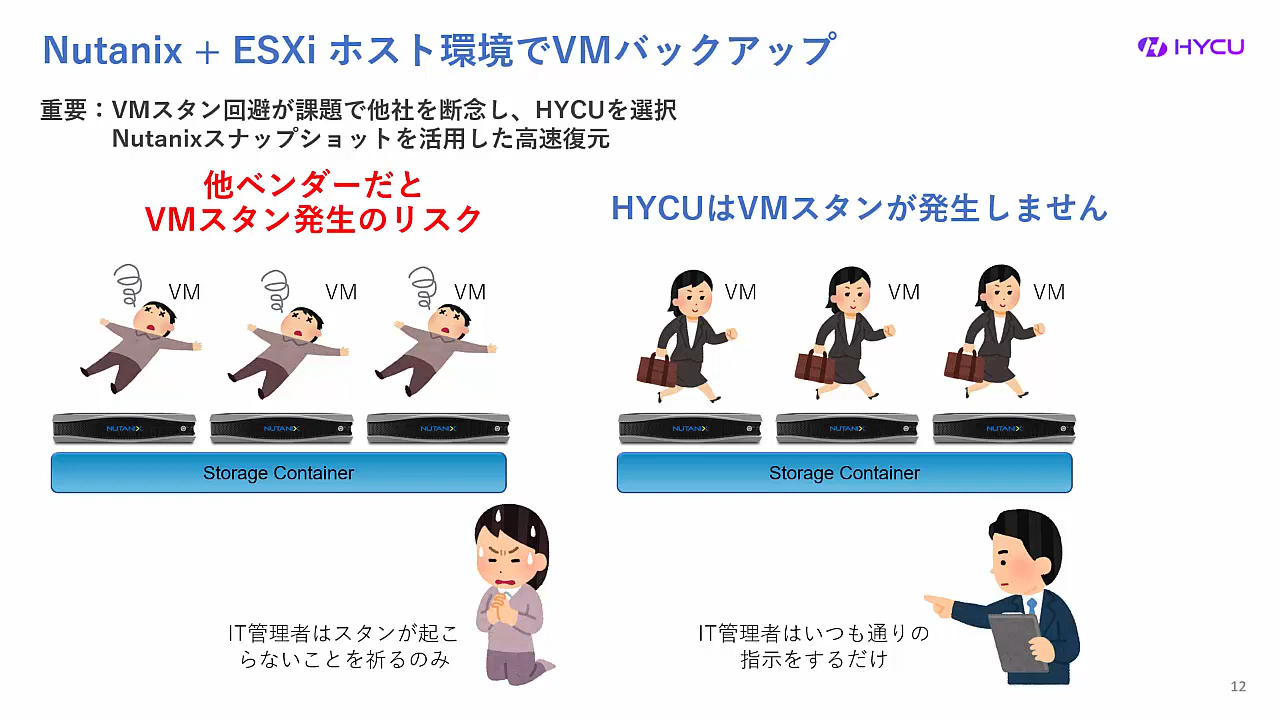 Nutanix + ESXi ホスト環境でVMバックアップ
HYCU
重要：VMスタン回避が課題で他社を断念し、HYCUを選択
Nutanixスナップショットを活用した高速復元
他ベンダーだと
VMスタン発生のリスク
VM
VM
VM
NUTANIX
NUTANIX
NUTANIX
Storage Container
IT管理者はスタンが起こ
らないことを祈るのみ
HYCUはVMスタンが発生しません
VM
VM
VM
NUTANIX
NUTANIX
NUTANIX
Storage Container
IT管理者はいつも通りの
指示をするだけ
12